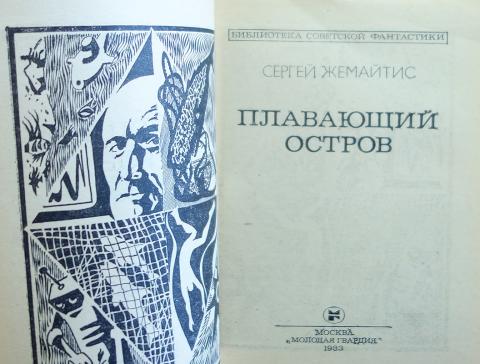 БИБЛИОТЕКА СОВЕТСКОЙ ФАНТАСТИКИ
СЕРГЕЙ ЖЕМАЙТИС
ПЛАВАЮЩИЙ
ОСТРОВ
МОСКВА
„МОЛОДАЯ ГВАРДИЯ"
1983